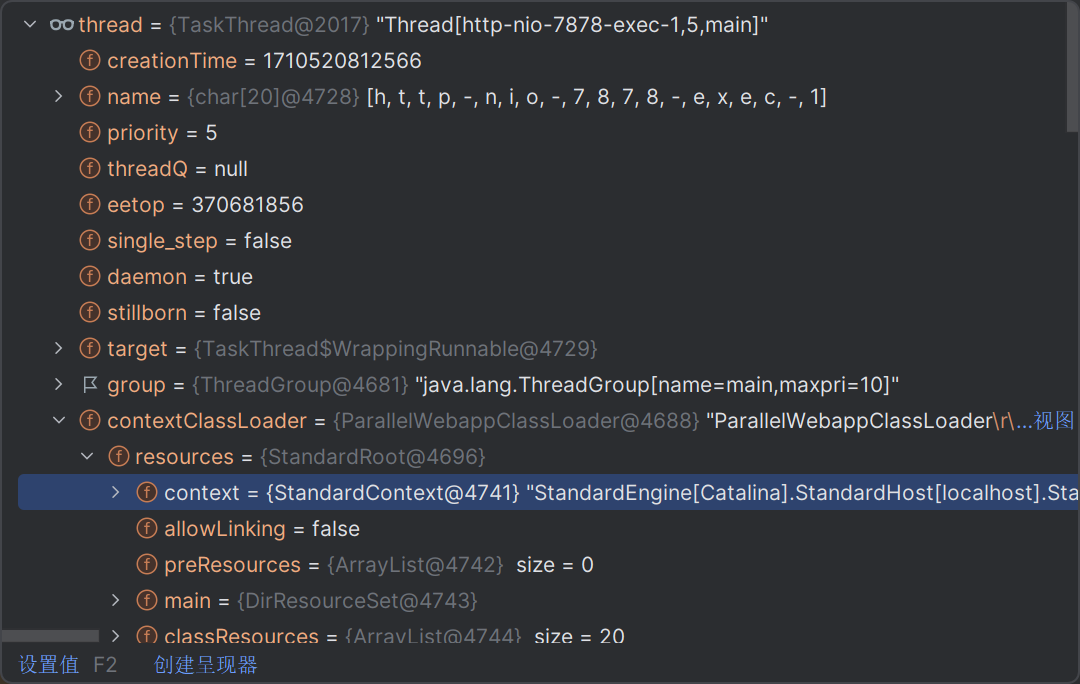 thread = {TaskThread@2017} "Thread[http-nio-7878-exec-1,5,main]"
f creationTime = 1710520812566
f name = {char[20]@4728} [h, t, t, p, -, n, i, o, -, 7, 8, 7, 8, -, e, x, e, c, -, 1]
f priority = 5
f threadQ = null
f eetop = 370681856
f single_step = false
f daemon = true
f stillborn = false
f target = {TaskThread$WrappingRunnable@4729}
group = {ThreadGroup@4681} "java.lang.ThreadGroup[name=main,maxpri=10]"
f contextClassLoader = {ParallelWebappClassLoader@4688} "ParallelWebappClassLoader\r\...视图
f resources = {StandardRoot@4696}
f context = {StandardContext@4741} "StandardEngine[Catalina].StandardHost[localhost].Sta
f allowLinking = false
f preResources = {ArrayList@4742} size = 0
f main = {DirResourceSet@4743}
f classResources = {ArrayList@4744} size = 20
设置值 F2 创建呈现器